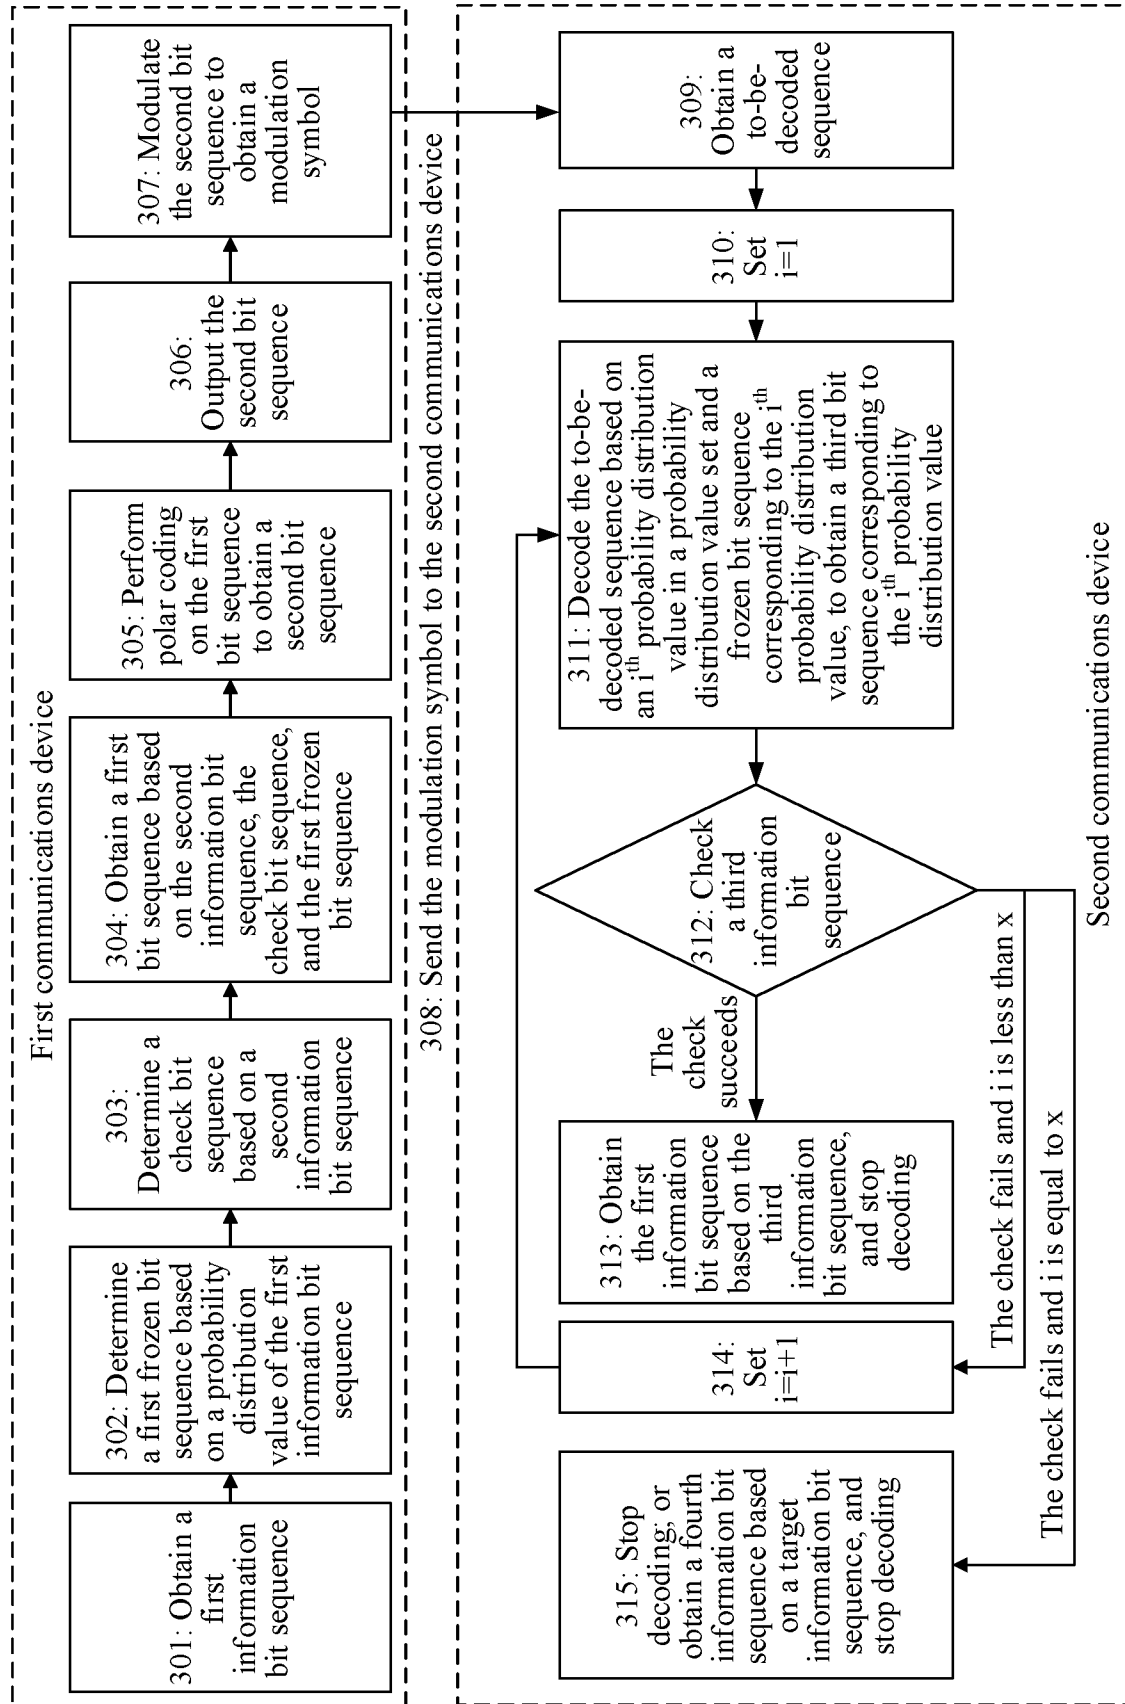 First communications device
301: Obtain a
first
information
bit sequence
302: Determine
a first frozen bit
sequence based
on a probability
distribution
value of the first
information bit
sequence
303:
Determine a
check bit
sequence
based on a
second
information
bit sequence
304: Obtain a first
bit sequence based
on the second
information bit
sequence, the
check bit sequence,
and the first frozen
bit sequence
305: Perform
polar coding
on the first
bit sequence
to obtain a
second bit
sequence
306:
Output the
second bit
sequence
307: Modulate
the second bit
sequence to
obtain a
modulation
symbol
308: Send the modulation symbol to the second communications device
309:
Obtain a
to-be-
decoded
sequence
310:
Set
i=1
311: Decode the to-be-
decoded sequence based on
an ith probability distribution
value in a probability
distribution value set and a
frozen bit sequence
corresponding to the ith
probability distribution
value, to obtain a third bit
sequence corresponding to
the ith probability
distribution value
312: Check
a third
information
bit
sequence
The
check
succeeds
313: Obtain
the first
information
bit sequence
based on the
third
information
bit sequence,
and stop
decoding
314:
Set
i=i+1
315: Stop
decoding, or
obtain a fourth
information bit
sequence based
on a target
information bit
sequence, and
stop decoding
The check fails and i is less than x
The check fails and i is equal to x
Second communications device